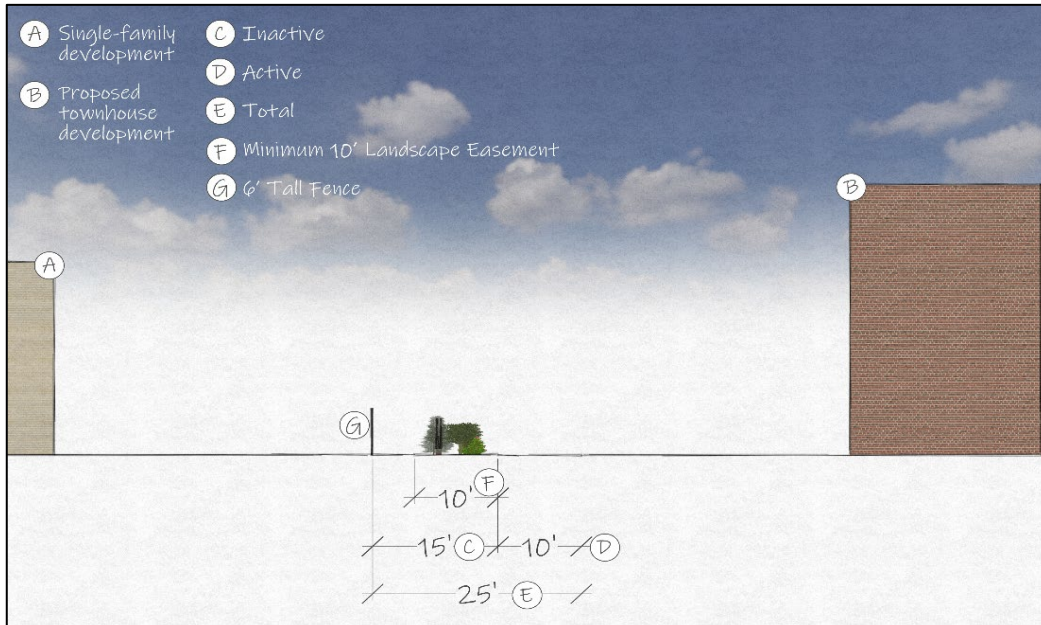 A Single-family
development
B Proposed
townhouse
development
C Inactive
D Active
E Total
F Minimum 10' Landscape Easement
G 6' Tall Fence
B
A
G
10' F
15' C 10' D
25' E